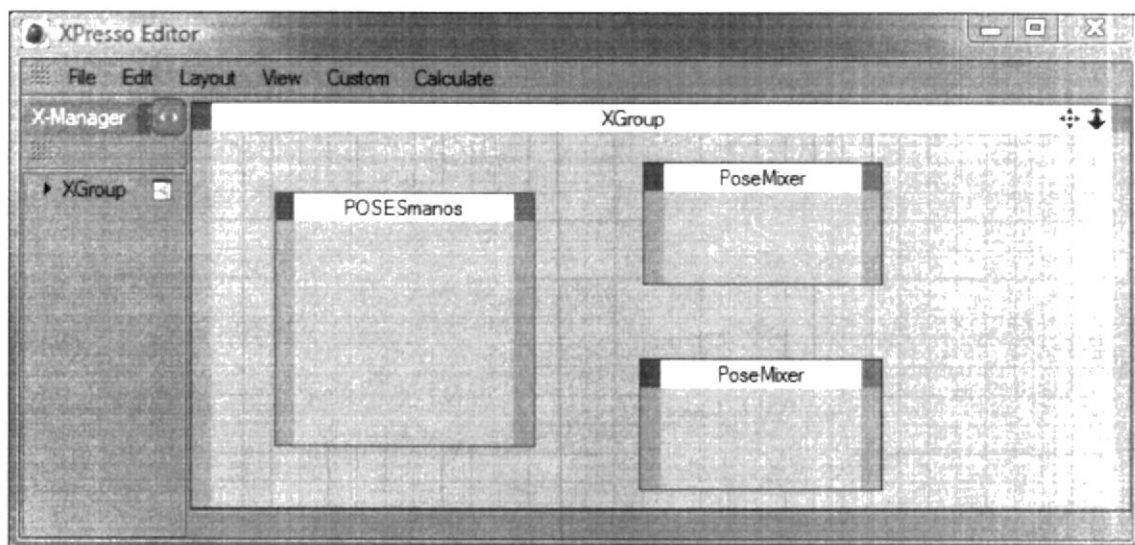 XPresso Editor
File Edit Layout View Custom Calculate
X-Manager
XGroup
XGroup
POSESmanos
PoseMixer
PoseMixer